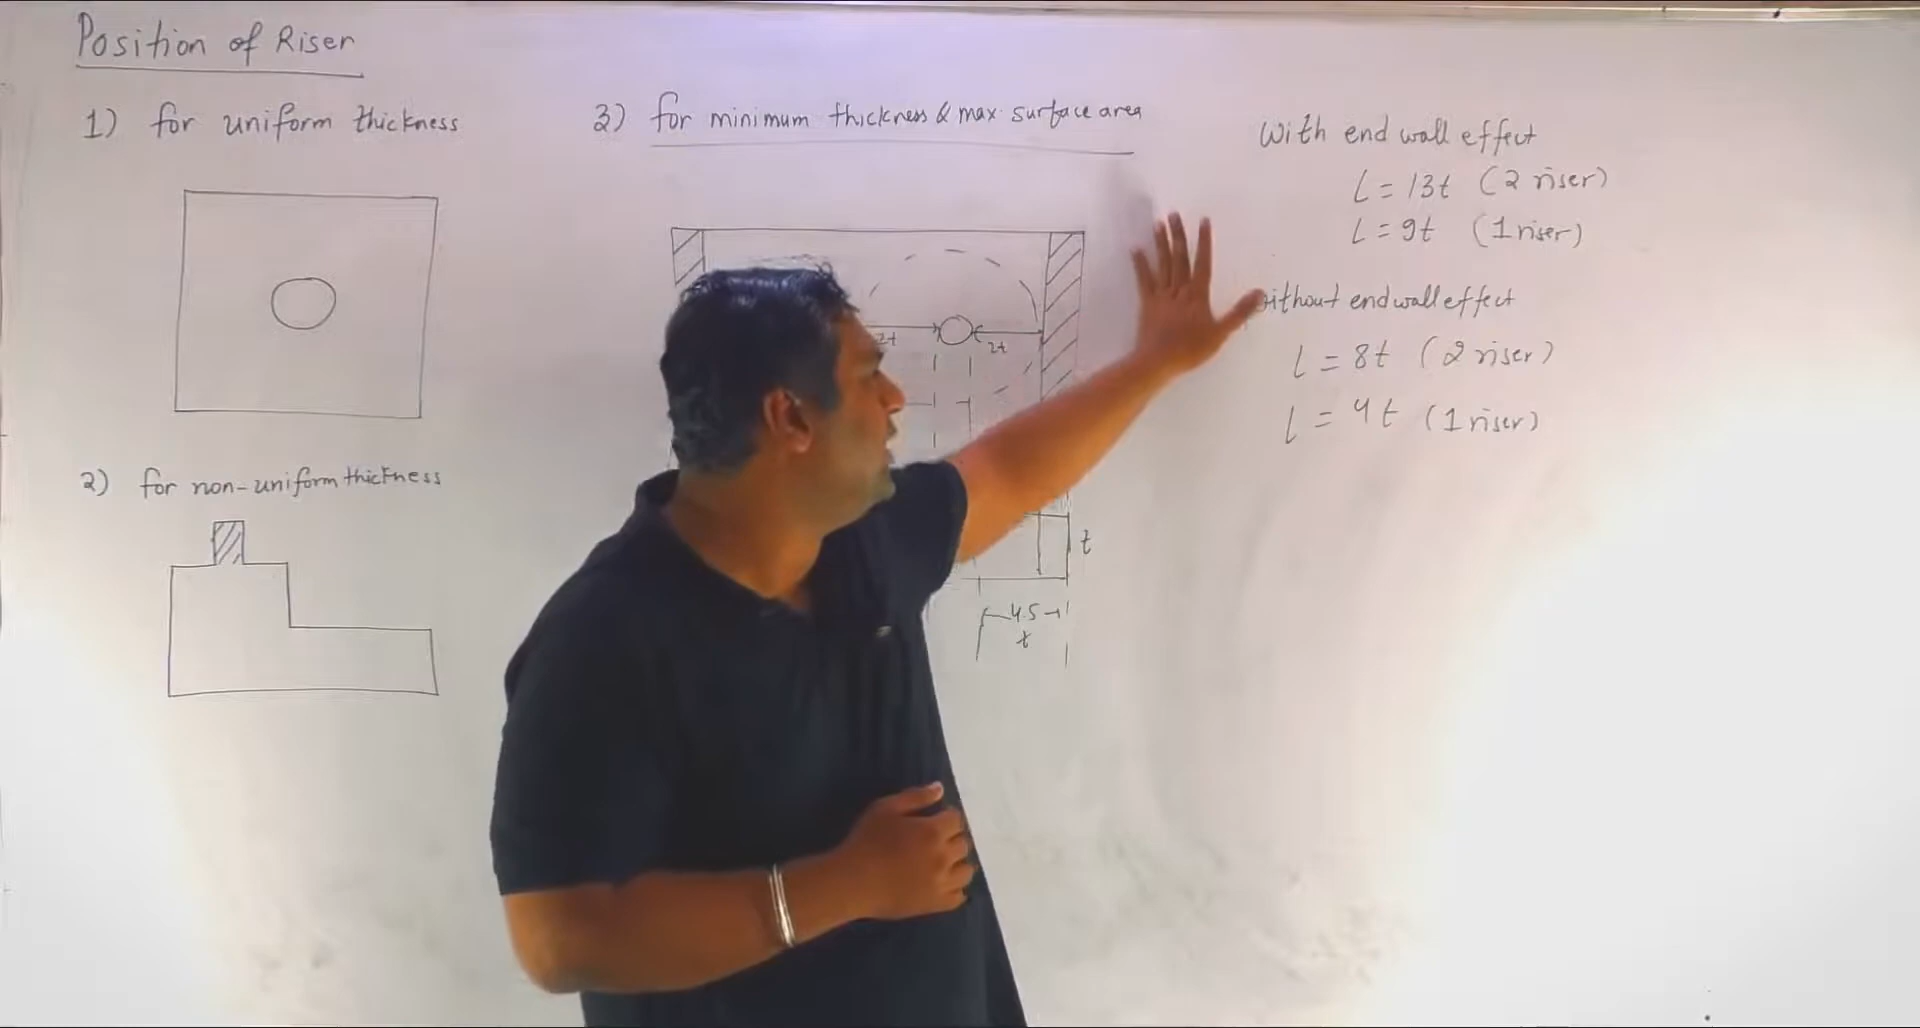 Position of Riser
1) for uniform thickness
2) for non-uniform thickness
3) for minimum thickness & max. surface area
2t
2t
t
4.5
t
With end wall effect
L = 13t (2 riser)
L = 9t (1 riser)
without end wall effect
L = 8t (2 riser)
L = 4t (1 riser)